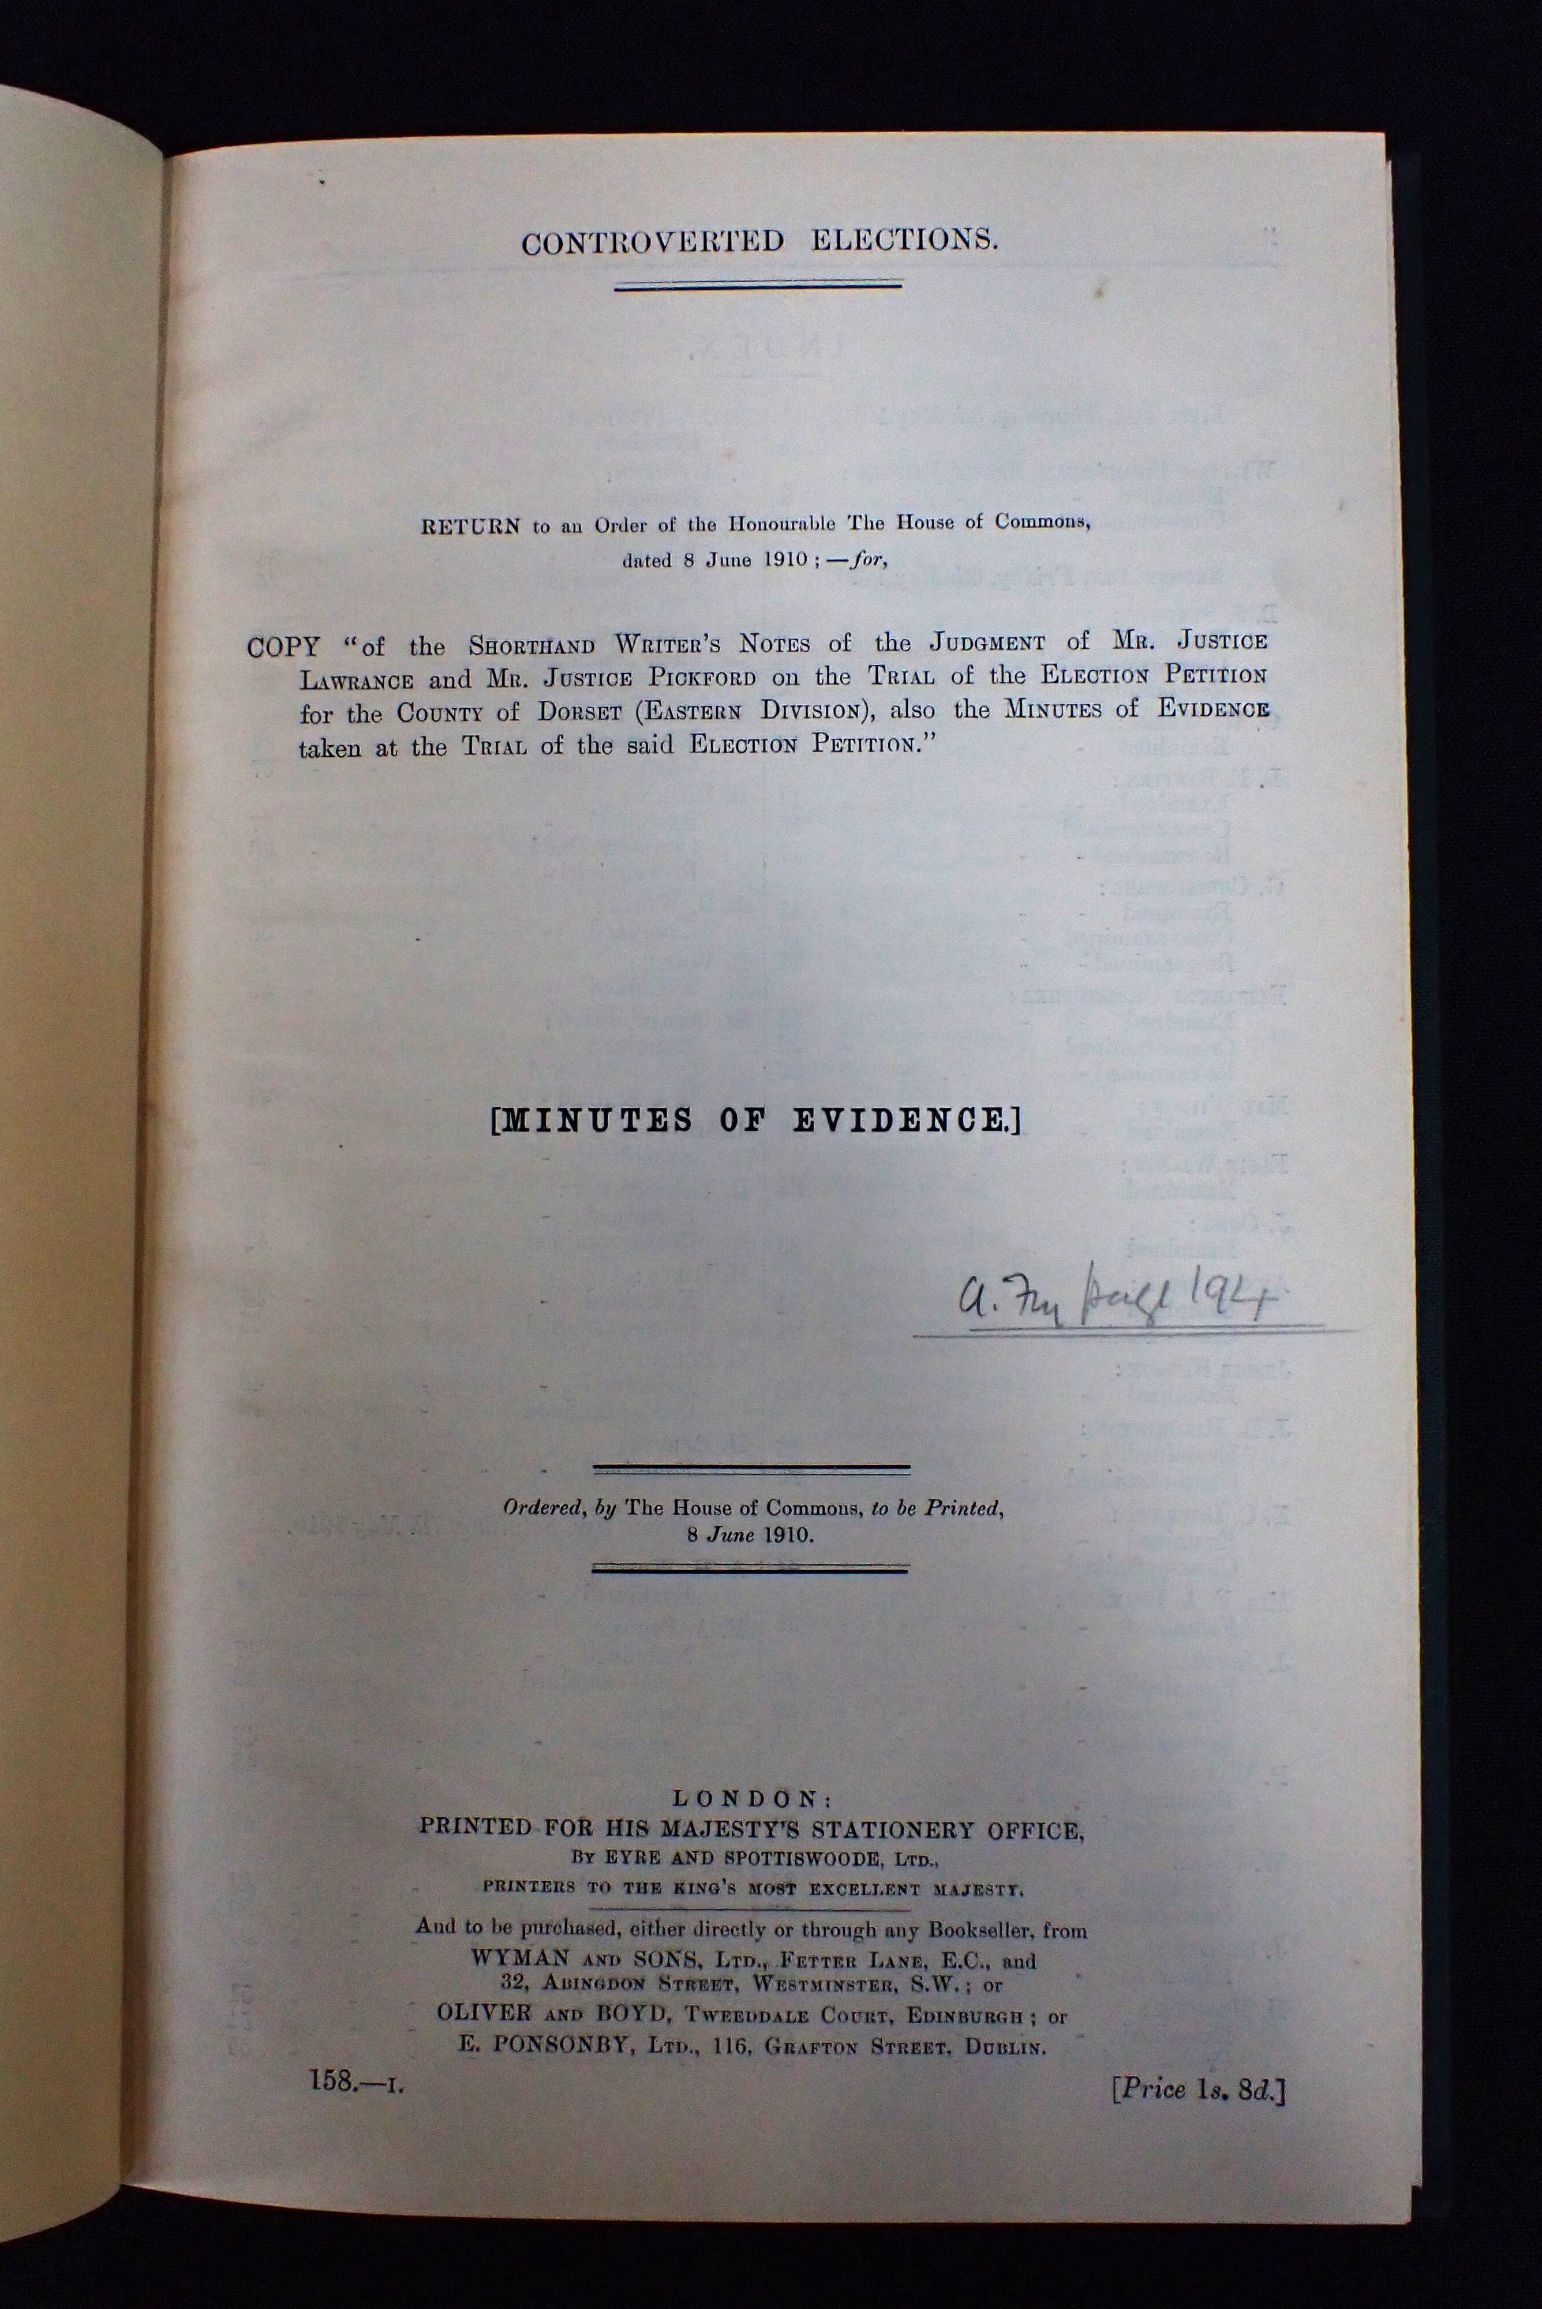 CONTROVERTED ELECTIONS.
RETURN to an Order of the Honourable The House of Commons,
dated 8 June 1910;—for,
COPY "of the SHORTHAND WRITER'S NOTES of the JUDGMENT of MR. JUSTICE
LAWRANCE and MR. JUSTICE PICKFORD on the TRIAL of the ELECTION PETITION
for the COUNTY of DORSET (EASTERN DIVISION), also the MINUTES of EVIDENCE
taken at the TRIAL of the said ELECTION PETITION."
[MINUTES OF EVIDENCE.]
A.
Ordered, by The House of Commons, to be Printed,
8 June 1910.
LONDON:
PRINTED FOR HIS MAJESTY'S STATIONERY OFFICE,
BY EYRE AND SPOTTISWOODE, LTD.,
PRINTERS TO THE KING'S MOST EXCELLENT MAJESTY.
And to be purchased, either directly or through any Bookseller, from
WYMAN AND SONS, LTD., FETTER LANE, E.C., and
32, ABINGDON STREET, WESTMINSTER, S.W.; or
OLIVER AND BOYD, TWEEDDALE COURT, EDINBURGH; or
E. PONSONBY, LTD., 116, GRAFTON STREET, DUBLIN.
158.—I.
[Price 1s. 8d.]